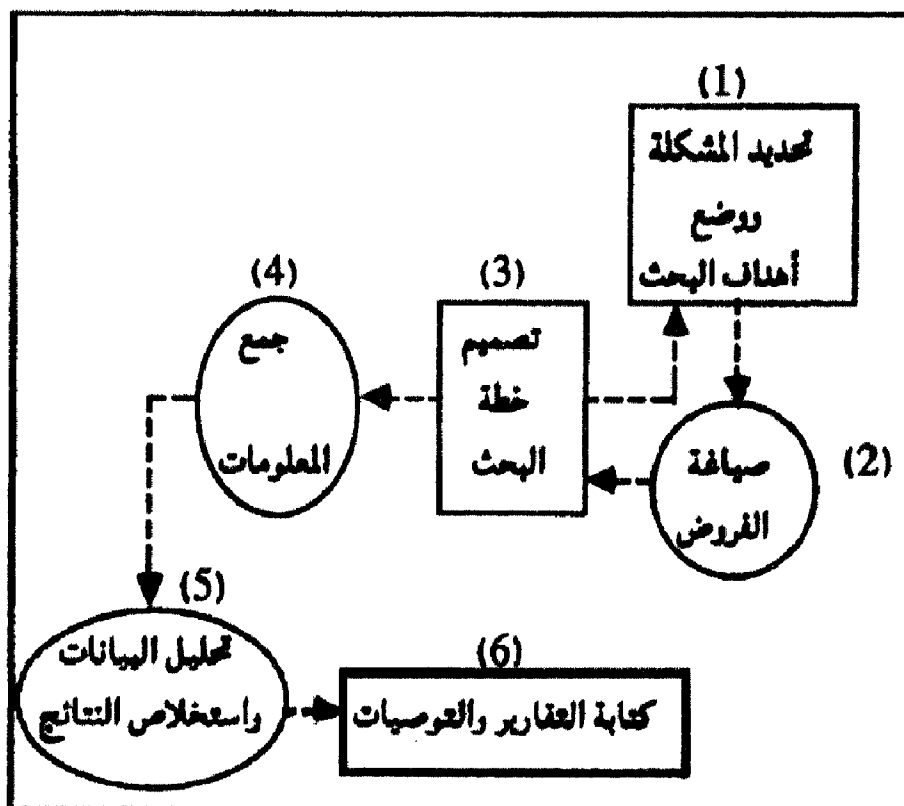 (1)
تحديد المشكلة
ووضع
أهداف البحث
(2)
صياغة
الفروض
(3)
تصميم
خطة
البحث
(4)
جمع
المعلومات
(5)
تحليل البيانات
واستخلاص النتائج
(6)
كتابة التقارير والتوصيات